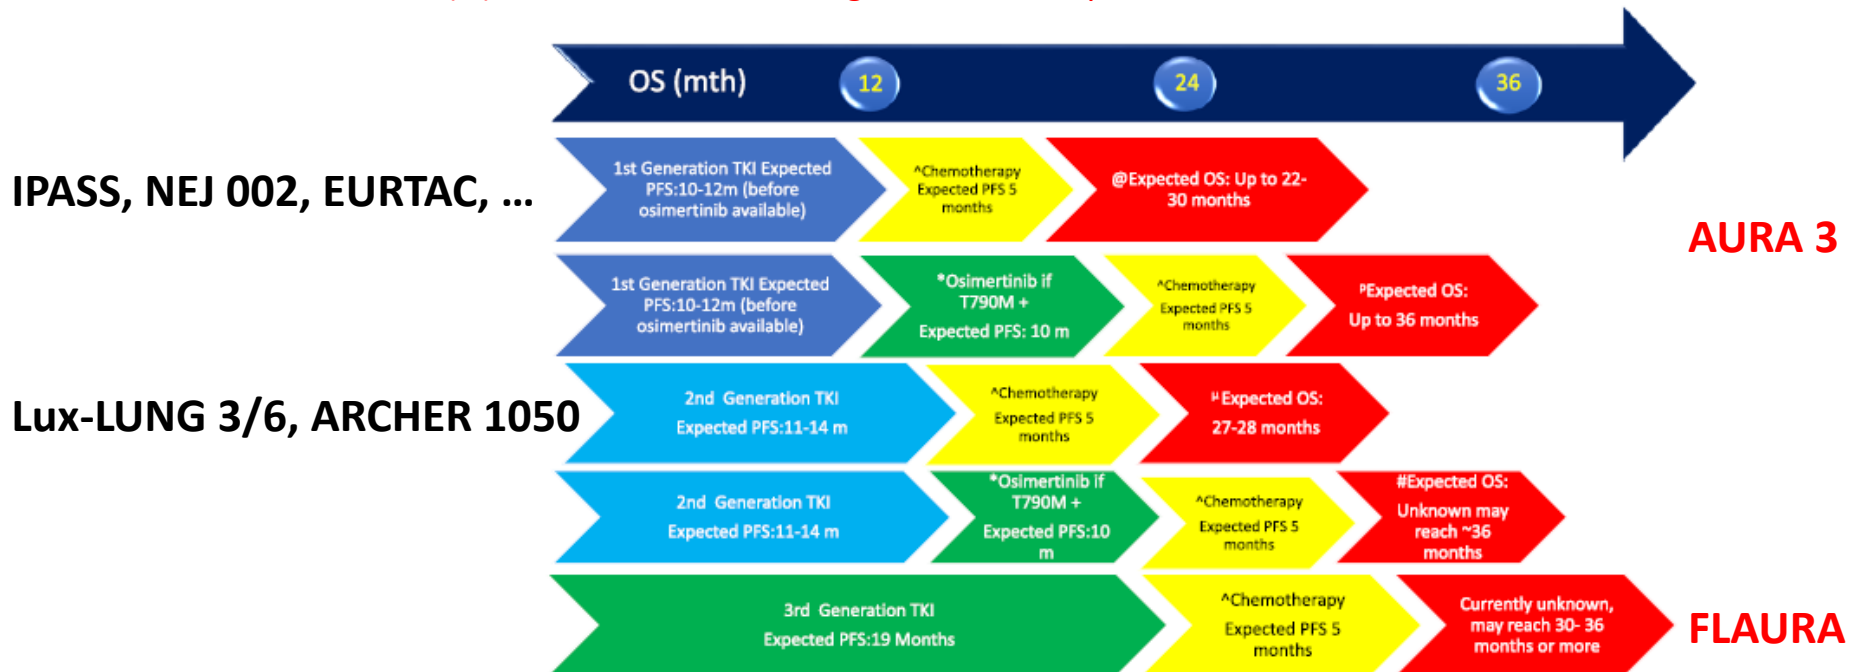 OS (mth)
12
24
36
IPASS, NEJ 002, EURTAC, ...
1st Generation TKI Expected
PFS:10-12m (before
osimertinib available)
^Chemotherapy
Expected PFS 5
months
@Expected OS: Up to 22-
30 months
AURA 3
1st Generation TKI Expected
PFS:10-12m (before
osimertinib available)
*Osimertinib if
T790M +
Expected PFS: 10 m
^Chemotherapy
Expected PFS 5
months
ᵖExpected OS:
Up to 36 months
Lux-LUNG 3/6, ARCHER 1050
2nd Generation TKI
Expected PFS:11-14 m
^Chemotherapy
Expected PFS 5
months
ᵘExpected OS:
27-28 months
2nd Generation TKI
Expected PFS:11-14 m
*Osimertinib if
T790M +
Expected PFS:10
m
^Chemotherapy
Expected PFS 5
months
#Expected OS:
Unknown may
reach ~36
months
3rd Generation TKI
Expected PFS:19 Months
^Chemotherapy
Expected PFS 5
months
Currently unknown,
may reach 30- 36
months or more
FLAURA